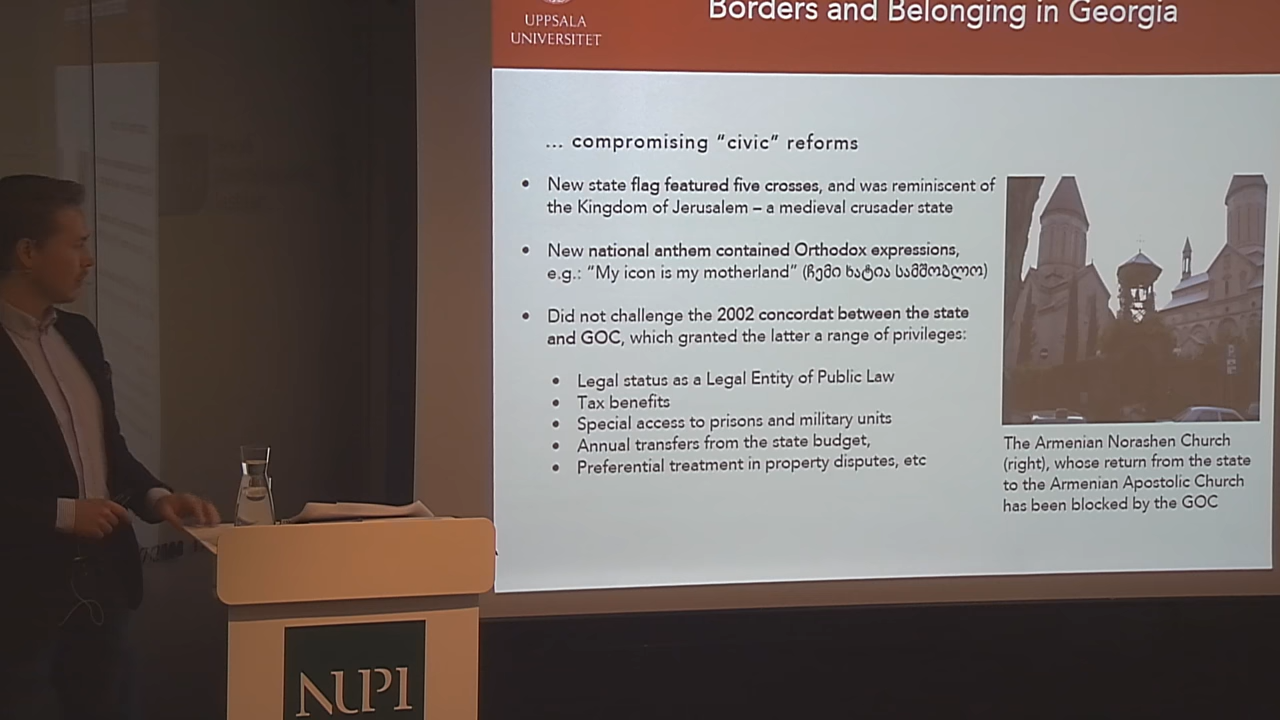 UPPSALA
UNIVERSITET
Borders and Belonging in Georgia
... compromising "civic" reforms
• New state flag featured five crosses, and was reminiscent of
the Kingdom of Jerusalem – a medieval crusader state
• New national anthem contained Orthodox expressions,
e.g.: "My icon is my motherland" (ჩემი ხატია სამშობლო)
• Did not challenge the 2002 concordat between the state
and GOC, which granted the latter a range of privileges:
• Legal status as a Legal Entity of Public Law
• Tax benefits
• Special access to prisons and military units
• Annual transfers from the state budget,
• Preferential treatment in property disputes, etc
The Armenian Norashen Church
(right), whose return from the state
to the Armenian Apostolic Church
has been blocked by the GOC
NUPI